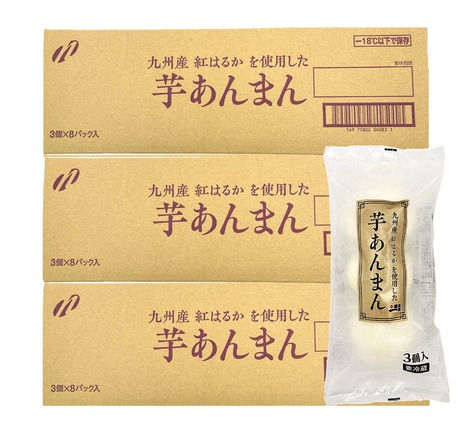 −18℃以下で保存
賞味期限
九州産 紅はるか を使用した
芋あんまん
3個×8パック入
九州産 紅はるか を使用した
芋あんまん
3個×8パック入
九州産 紅はるか を使用した
芋あんまん
3個×8パック入
九州産 紅はるか を使用した
芋あんまん
3個入
要冷蔵